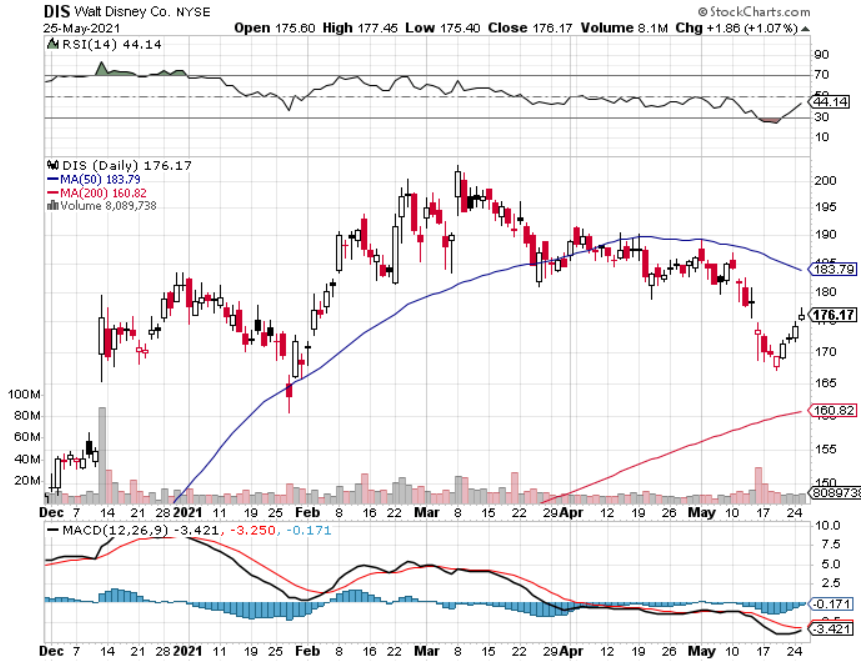 DIS Walt Disney Co. NYSE © StockCharts.com
25-May-2021 Open 175.60 High 177.45 Low 175.40 Close 176.17 Volume 8.1M Chg +1.86 (+1.07%)
RSI(14) 44.14
90
70
50
44.14
30
10
DIS (Daily) 176.17
MA(50) 183.79
MA(200) 160.82
Volume 8,089,738
200
195
190
185
183.79
180
176.17
175
170
165
160.82
155
150
8089738
100M
80M
60M
40M
20M
Dec 7 14 21 28 2021 11 19 25 Feb 8 16 22 Mar 8 15 22 29 Apr 12 19 26 May 10 17 24
MACD(12,26,9) -3.421, -3.250, -0.171
10.0
7.5
5.0
2.5
-0.171
-3.421
Dec 7 14 21 28 2021 11 19 25 Feb 8 16 22 Mar 8 15 22 29 Apr 12 19 26 May 10 17 24